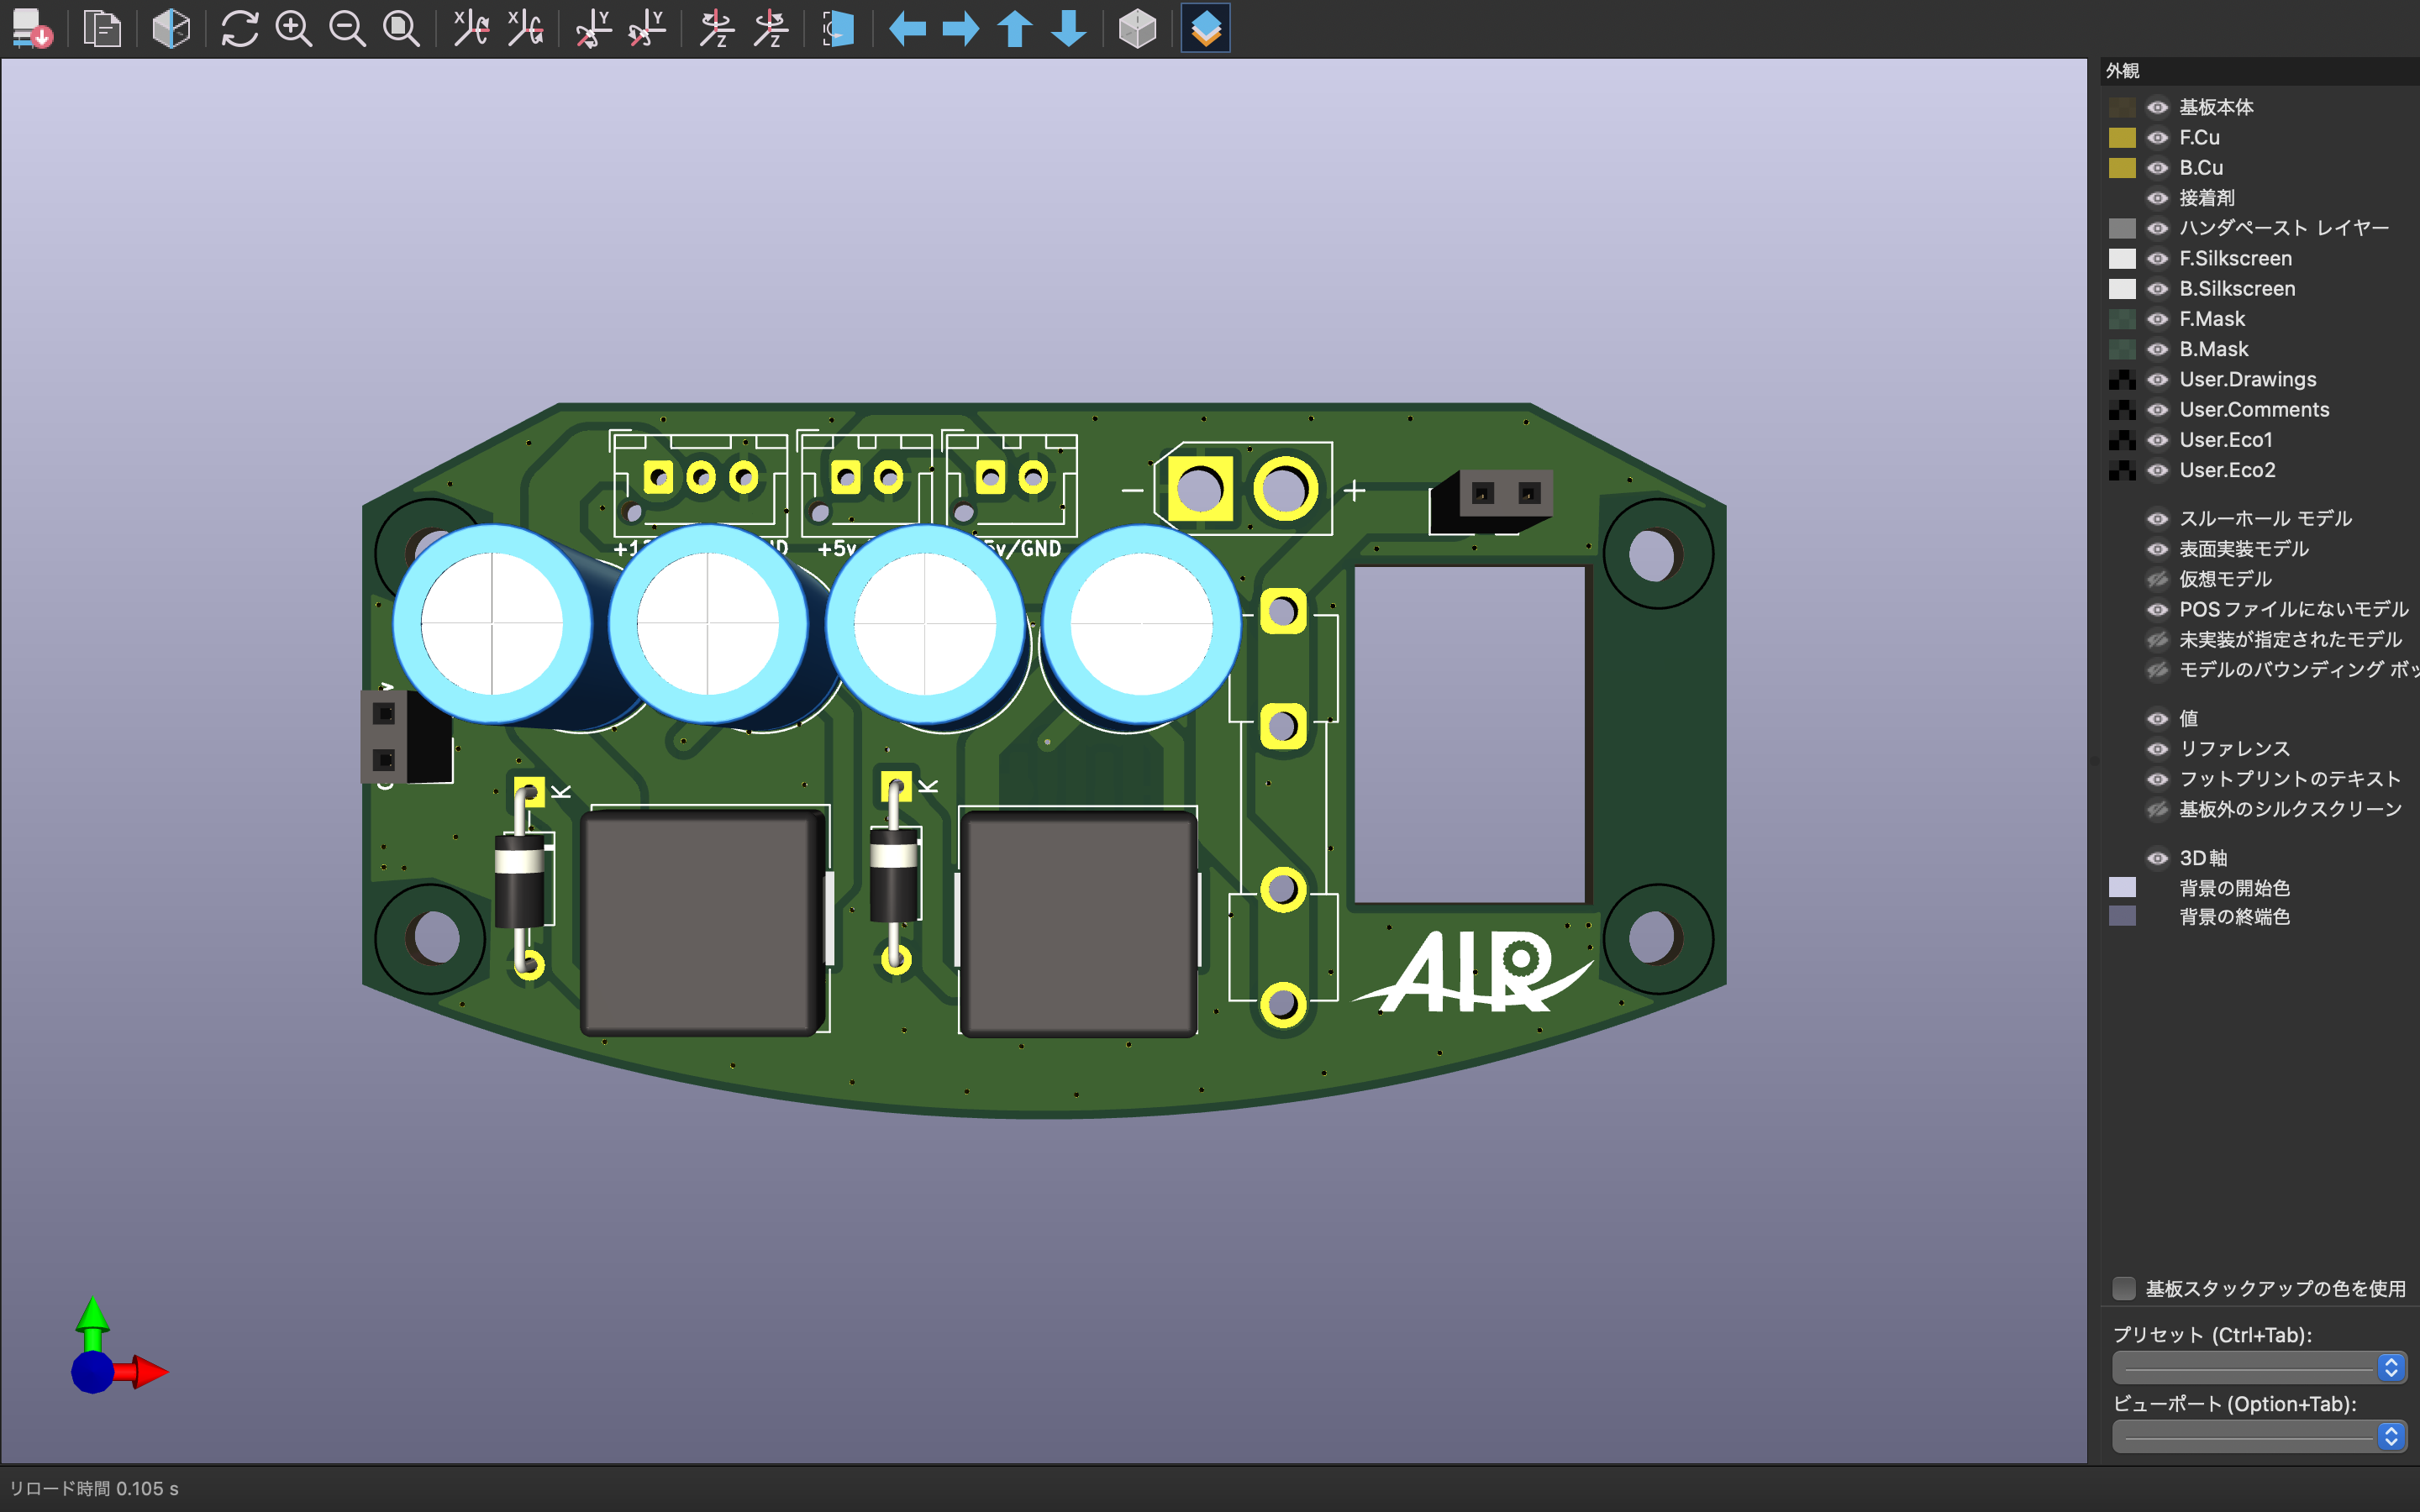 X
X
Y
Y
Z
Z
外観
基板本体
F.Cu
B.Cu
接着剤
ハンダペースト レイヤー
F.Silkscreen
B.Silkscreen
F.Mask
B.Mask
User.Drawings
User.Comments
User.Eco1
User.Eco2
スルーホール モデル
表面実装モデル
仮想モデル
POSファイルにないモデル
未実装が指定されたモデル
モデルのバウンディング ボッ
値
リファレンス
フットプリントのテキスト
基板外のシルクスクリーン
3D軸
背景の開始色
背景の終端色
− +
+5v
v/GND
K
K
AIR
基板スタックアップの色を使用
プリセット (Ctrl+Tab):
ビューポート (Option+Tab):
リロード時間 0.105 s